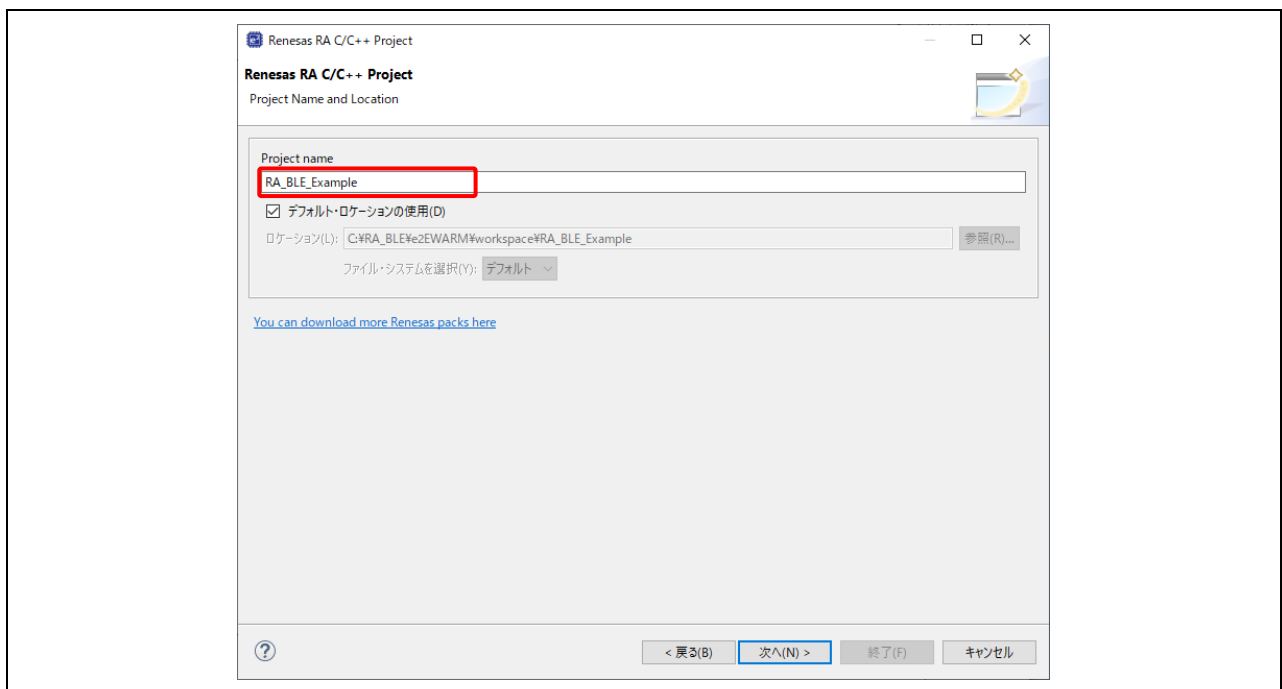 Renesas RA C/C++ Project
Renesas RA C/C++ Project
Project Name and Location
Project name
RA_BLE_Example
デフォルト・ロケーションの使用(D)
ロケーション(L): C:¥RA_BLE¥e2EWARM¥workspace¥RA_BLE_Example 参照(R)...
ファイル・システムを選択(Y): デフォルト
You can download more Renesas packs here
< 戻る(B) 次へ(N) > 終了(F) キャンセル